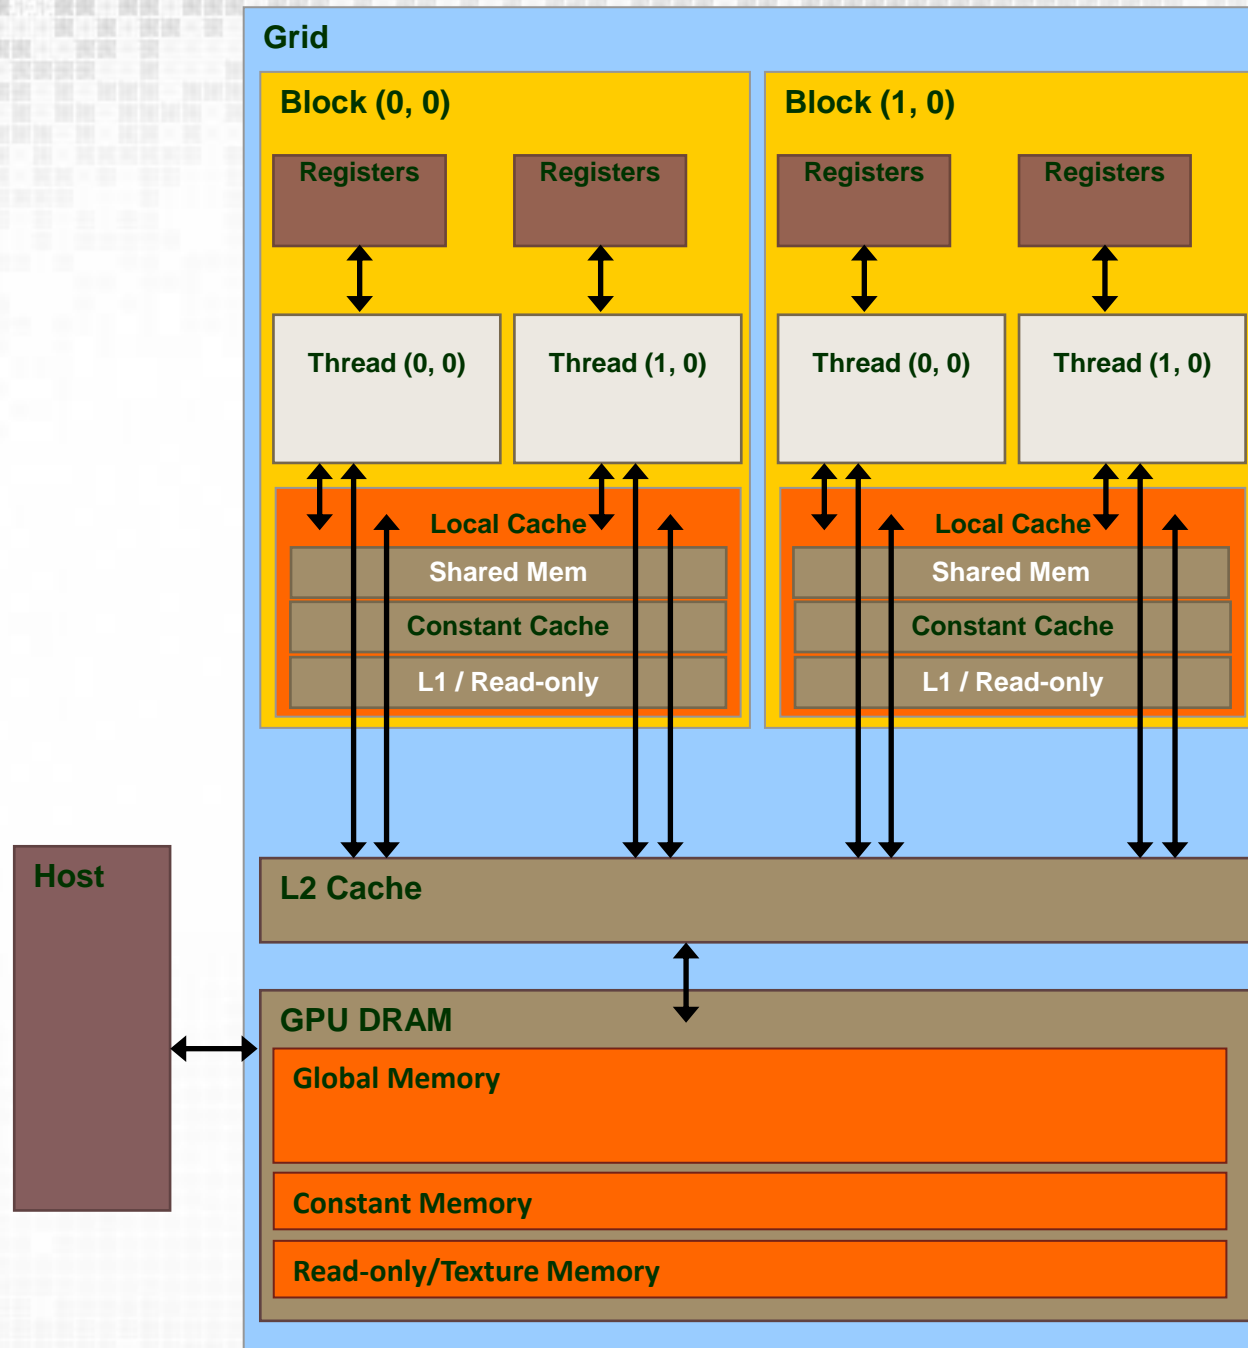 Grid
Block (0, 0)
Registers
Registers
Thread (0, 0)
Thread (1, 0)
Local Cache
Shared Mem
Constant Cache
L1 / Read-only
Block (1, 0)
Registers
Registers
Thread (0, 0)
Thread (1, 0)
Local Cache
Shared Mem
Constant Cache
L1 / Read-only
Host
L2 Cache
GPU DRAM
Global Memory
Constant Memory
Read-only/Texture Memory